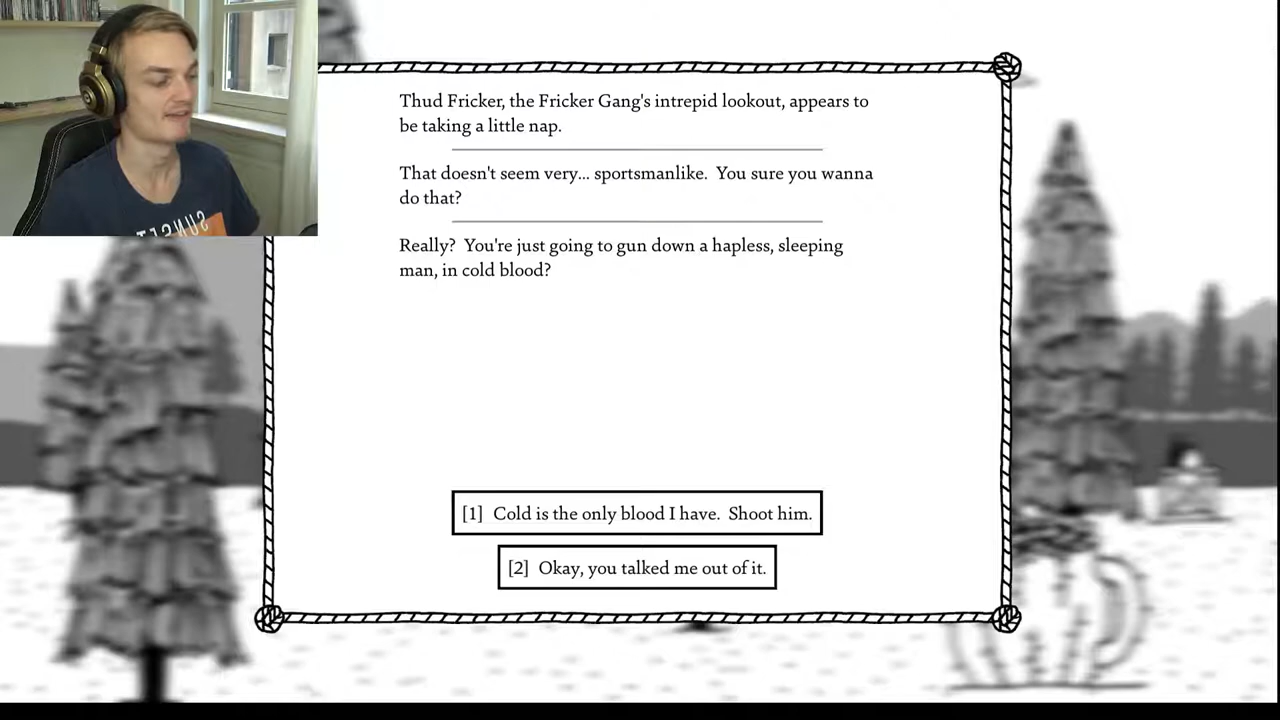 Thud Fricker, the Fricker Gang's intrepid lookout, appears to
be taking a little nap.
That doesn't seem very... sportsmanlike.  You sure you wanna
do that?
Really?  You're just going to gun down a hapless, sleeping
man, in cold blood?
[1]  Cold is the only blood I have.  Shoot him.
[2]  Okay, you talked me out of it.
SUNSET